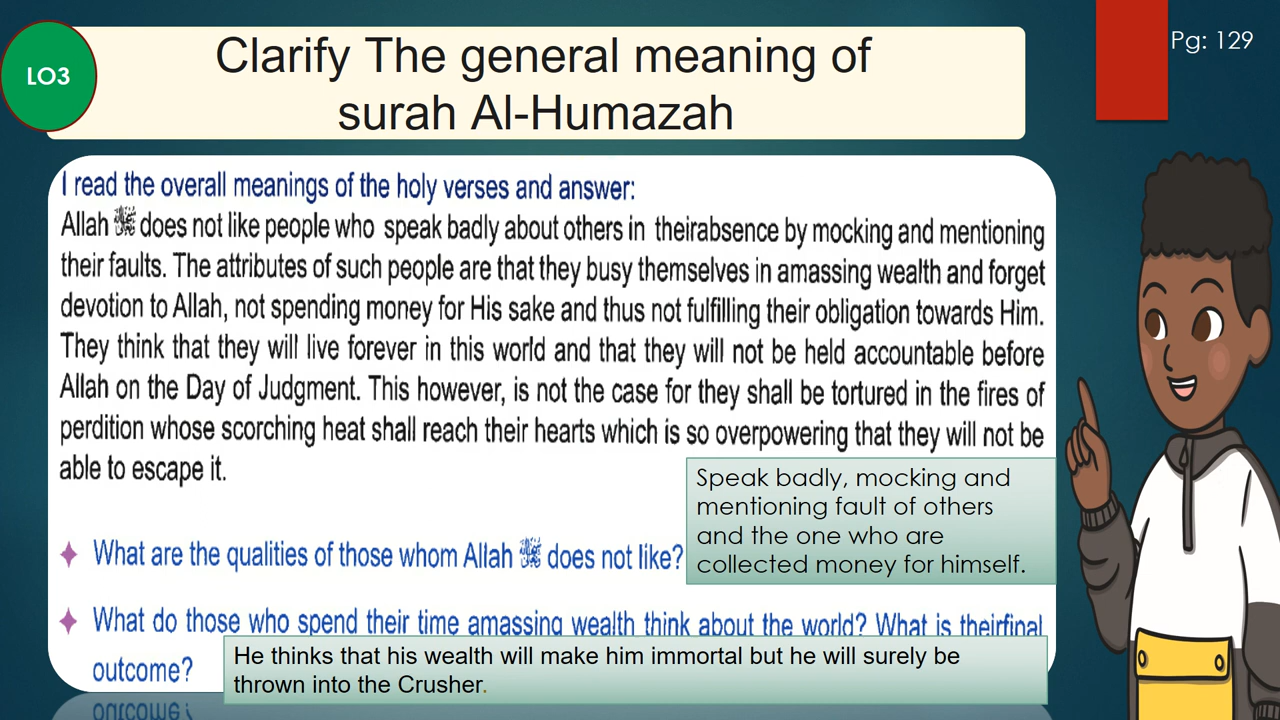 LO3
Clarify The general meaning of
surah Al-Humazah
Pg: 129
I read the overall meanings of the holy verses and answer:
Allah ﷻ does not like people who speak badly about others in theirabsence by mocking and mentioning
their faults. The attributes of such people are that they busy themselves in amassing wealth and forget
devotion to Allah, not spending money for His sake and thus not fulfilling their obligation towards Him.
They think that they will live forever in this world and that they will not be held accountable before
Allah on the Day of Judgment. This however, is not the case for they shall be tortured in the fires of
perdition whose scorching heat shall reach their hearts which is so overpowering that they will not be
able to escape it.
What are the qualities of those whom Allah ﷻ does not like?
Speak badly, mocking and
mentioning fault of others
and the one who are
collected money for himself.
What do those who spend their time amassing wealth think about the world? What is theirfinal
outcome?
He thinks that his wealth will make him immortal but he will surely be
thrown into the Crusher.